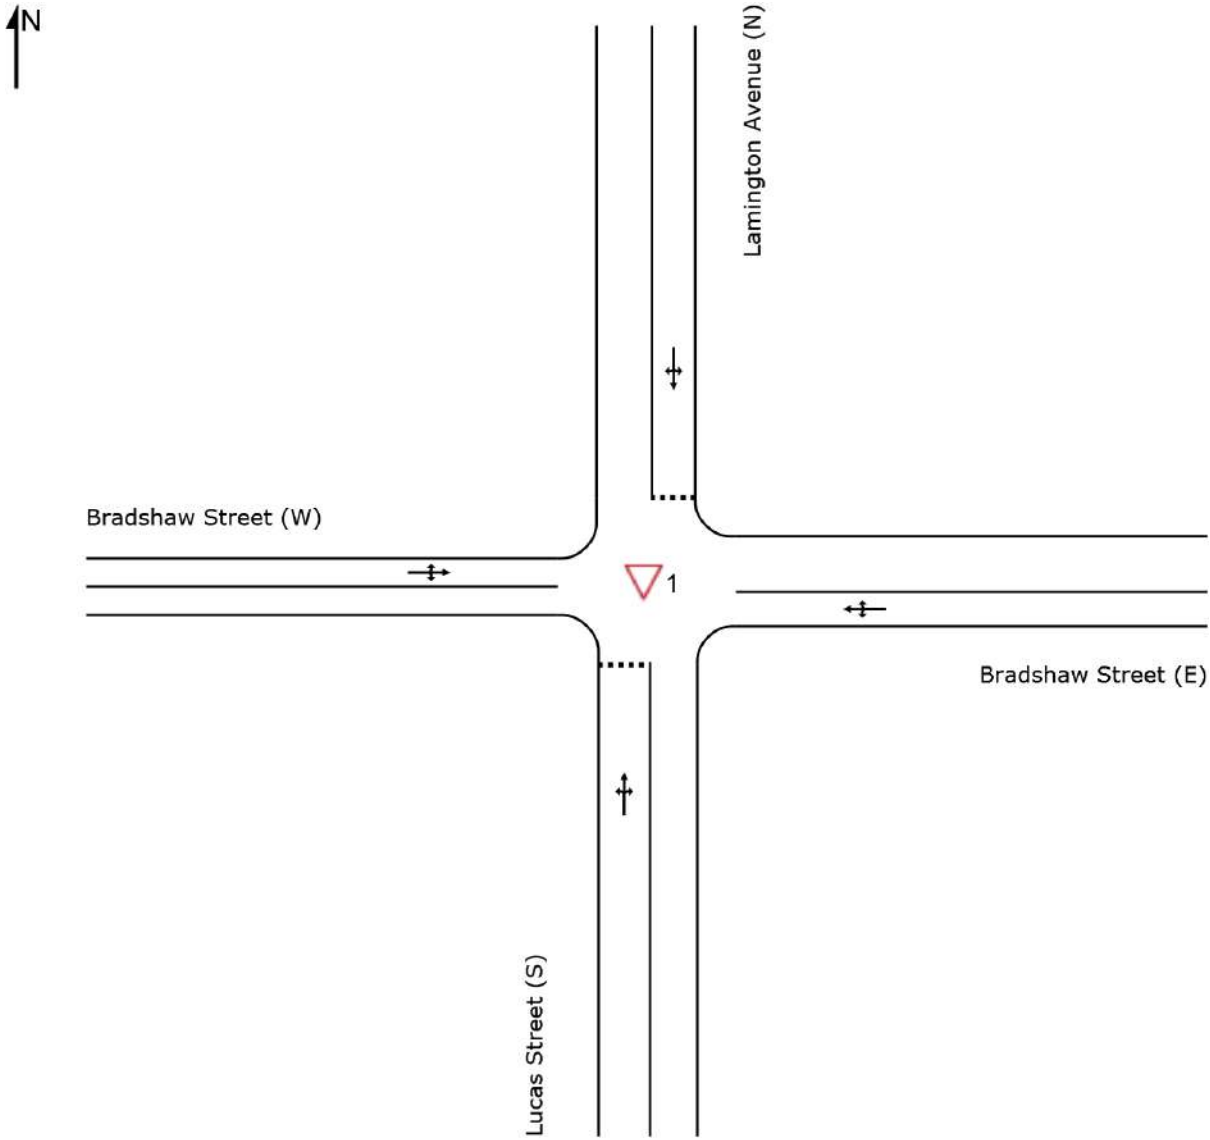 N
Lamington Avenue (N)
Bradshaw Street (W)
1
Bradshaw Street (E)
Lucas Street (S)